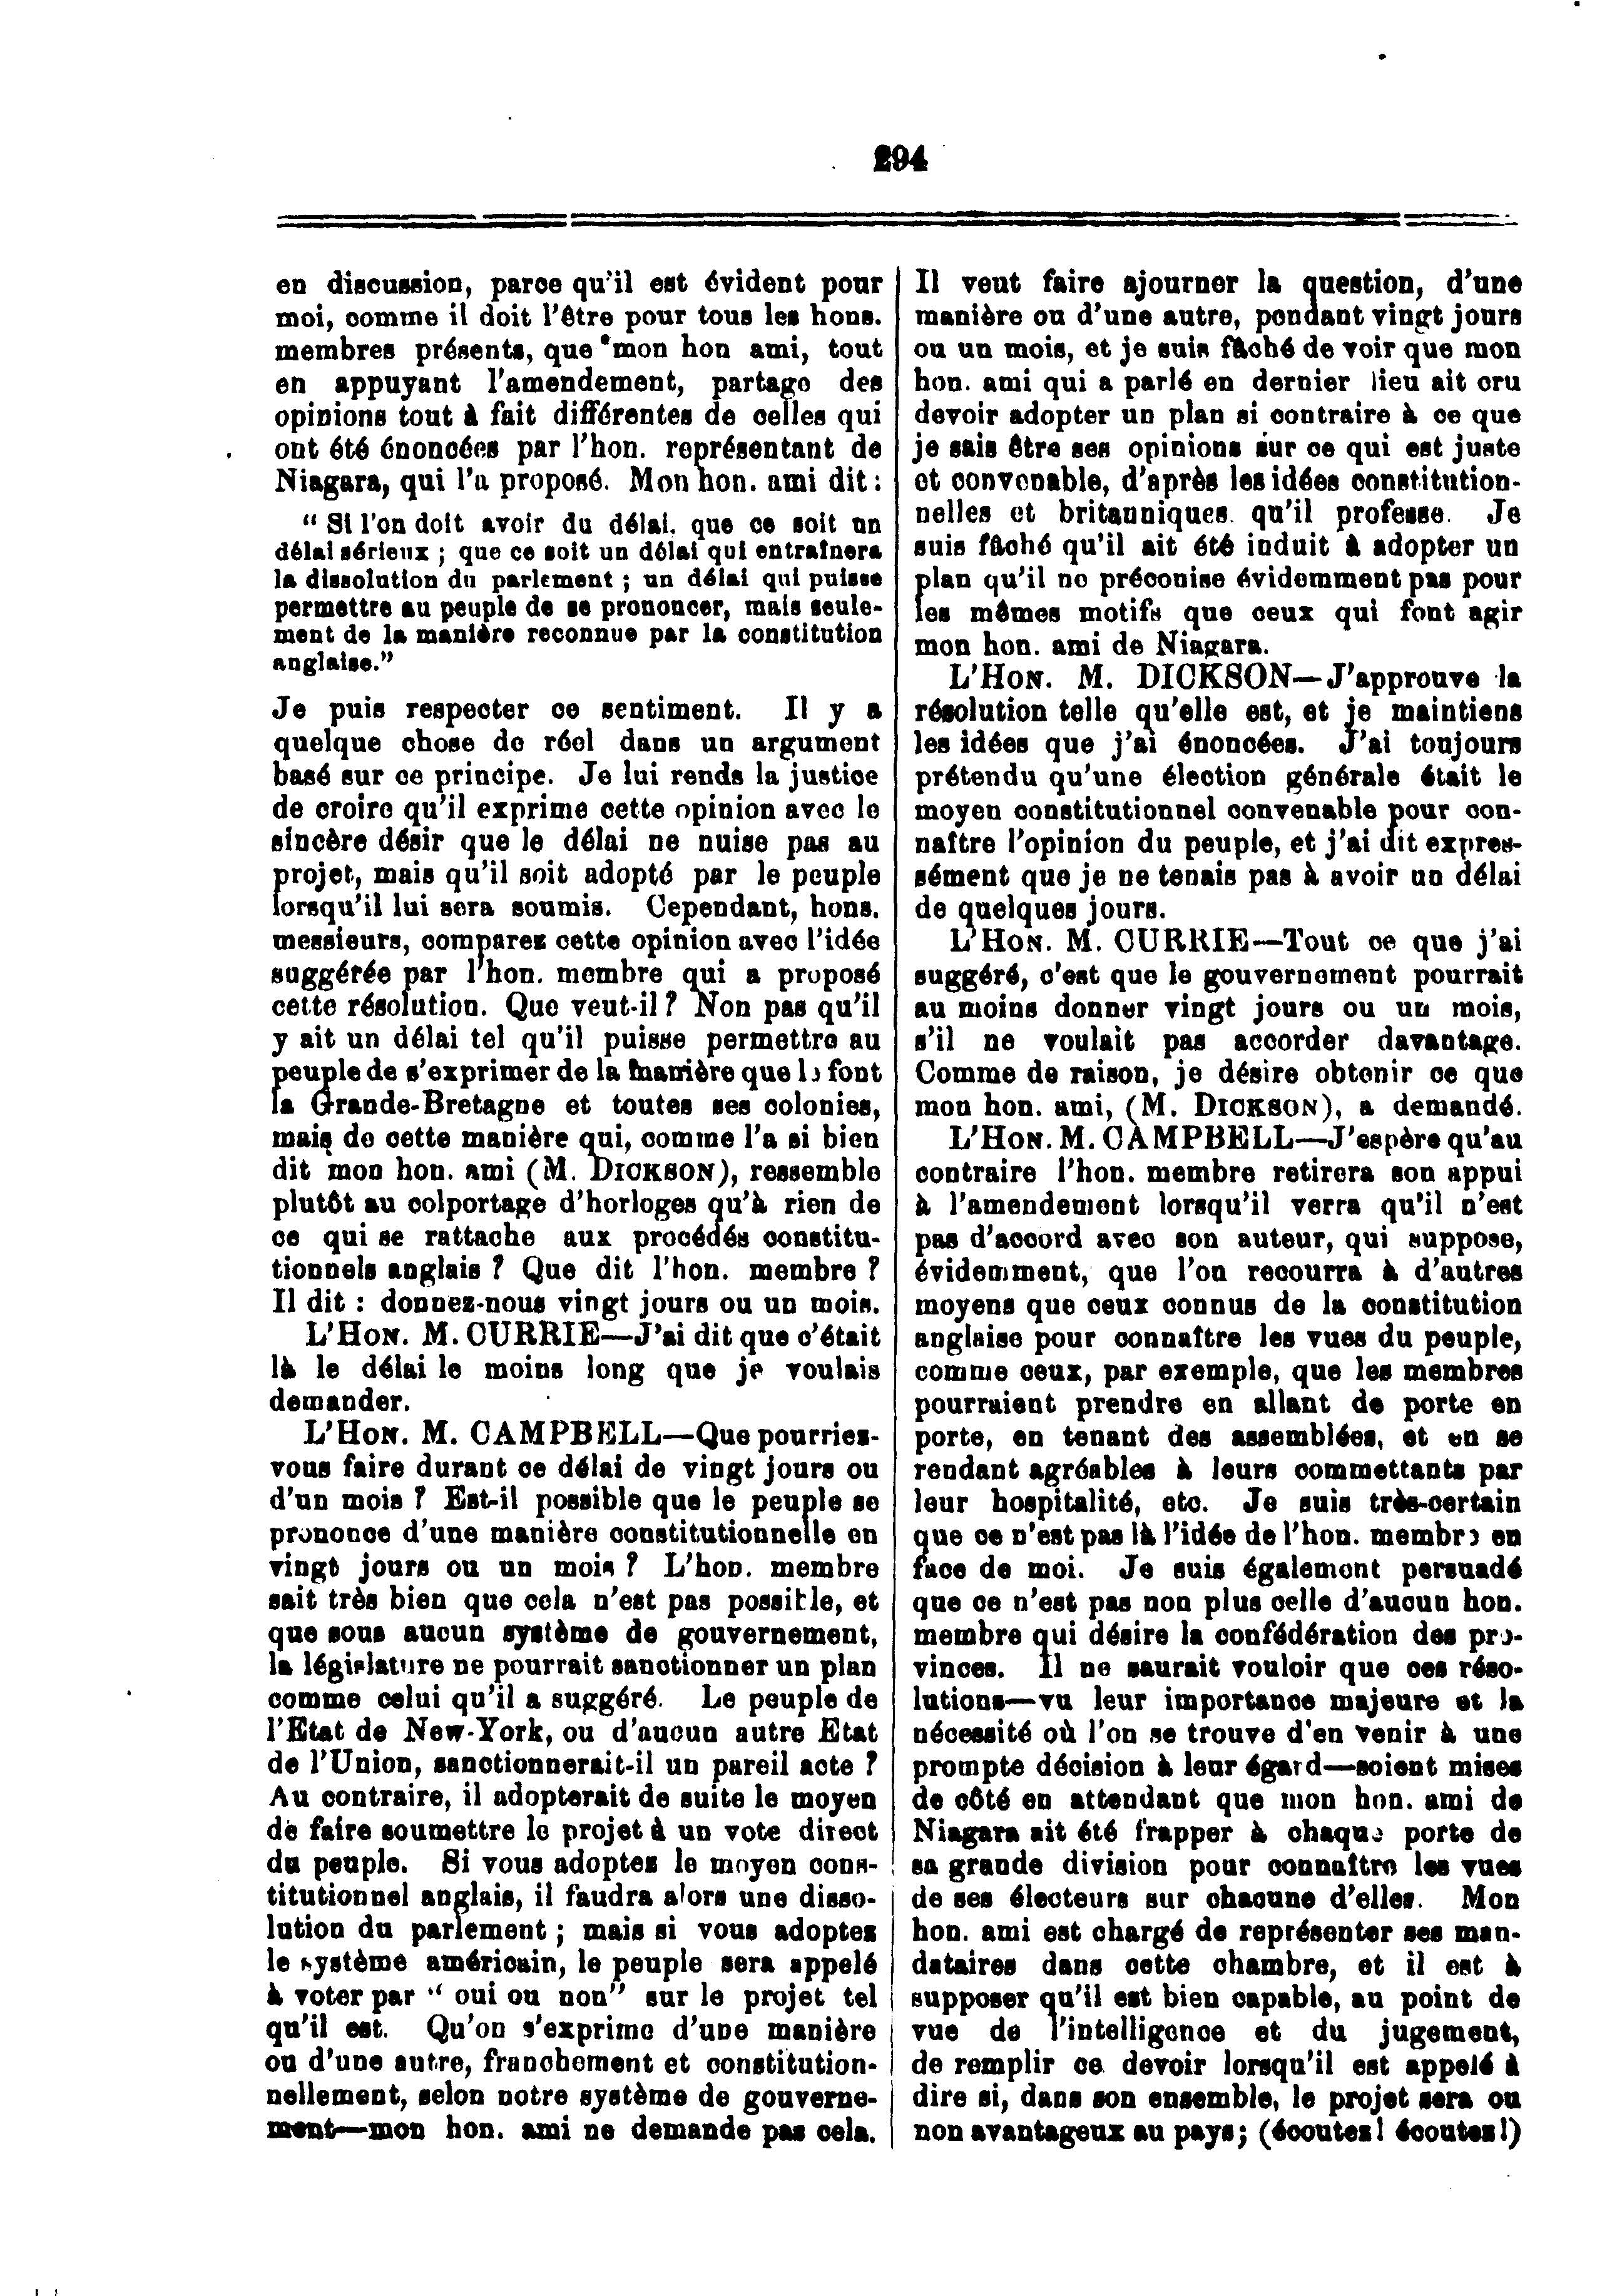 294
en discussion, parce qu'il est évident pour
moi, comme il doit l'être pour tous les hons.
membres présents, que mon hon ami, tout
en appuyant l'amendement, partage des
opinions tout à fait différentes de celles qui
ont été énoncées par l'hon. représentant de
Niagara, qui l'a proposé. Mon hon. ami dit :
“ Si l'on doit avoir du délai, que ce soit un
délai sérieux ; que ce soit un délai qui entraînera
la dissolution du parlement ; un délai qui puisse
permettre au peuple de se prononcer, mais seule-
ment de la manière reconnue par la constitution
anglaise.”
Je puis respecter ce sentiment. Il y a
quelque chose de réel dans un argument
basé sur ce principe. Je lui rends la justice
de croire qu'il exprime cette opinion avec le
sincère désir que le délai ne nuise pas au
projet, mais qu'il soit adopté par le peuple
lorsqu'il lui sera soumis. Cependant, hons.
messieurs, comparez cette opinion avec l'idée
suggérée par l'hon. membre qui a proposé
cette résolution. Que veut-il ? Non pas qu'il
y ait un délai tel qu'il puisse permettre au
peuple de s'exprimer de la manière que le font
la Grande-Bretagne et toutes ses colonies,
mais de cette manière qui, comme l'a si bien
dit mon hon. ami (M. DICKSON), ressemble
plutôt au colportage d'horloges qu'à rien de
ce qui se rattache aux procédés constitu-
tionnels anglais ? Que dit l'hon. membre ?
Il dit : donnez-nous vingt jours ou un mois.
L'HON. M. CURRIE—J'ai dit que c'était
là le délai le moins long que je voulais
demander.
L'HON. M. CAMPBELL—Que pourriez-
vous faire durant ce délai de vingt jours ou
d'un mois ? Est-il possible que le peuple se
prononce d'une manière constitutionnelle en
vingt jours ou un mois ? L'hon. membre
sait très bien que cela n'est pas possible, et
que sous aucun système de gouvernement,
la législature ne pourrait sanctionner un plan
comme celui qu'il a suggéré. Le peuple de
l'Etat de New-York, ou d'aucun autre Etat
de l'Union, sanctionnerait-il un pareil acte ?
Au contraire, il adopterait de suite le moyen
de faire soumettre le projet à un vote direct
du peuple. Si vous adoptez le moyen cons-
titutionnel anglais, il faudra alors une disso-
lution du parlement ; mais si vous adoptez
le système américain, le peuple sera appelé
à voter par “ oui ou non” sur le projet tel
qu'il est. Qu'on s'exprime d'une manière
ou d'une autre, franchement et constitution-
nellement, selon notre système de gouverne-
ment—mon hon. ami ne demande pas cela.
Il veut faire ajourner la question, d'une
manière ou d'une autre, pendant vingt jours
ou un mois, et je suis fâché de voir que mon
hon. ami qui a parlé en dernier lieu ait cru
devoir adopter un plan si contraire à ce que
je sais être ses opinions sur ce qui est juste
et convenable, d'après les idées constitution-
nelles et britanniques qu'il professe. Je
suis fâché qu'il ait été induit à adopter un
plan qu'il ne préconise évidemment pas pour
les mêmes motifs que ceux qui font agir
mon hon. ami de Niagara.
L'HON. M. DICKSON—J'approuve la
résolution telle qu'elle est, et je maintiens
les idées que j'ai énoncées. J'ai toujours
prétendu qu'une élection générale était le
moyen constitutionnel convenable pour con-
naître l'opinion du peuple, et j'ai dit expres-
sément que je ne tenais pas à avoir un délai
de quelques jours.
L'HON. M. CURRIE—Tout ce que j'ai
suggéré, c'est que le gouvernement pourrait
au moins donner vingt jours ou un mois,
s'il ne voulait pas accorder davantage.
Comme de raison, je désire obtenir ce que
mon hon. ami, (M. DICKSON), a demandé.
L'HON. M. CAMPBELL—J'espère qu'au
contraire l'hon. membre retirera son appui
à l'amendement lorsqu'il verra qu'il n'est
pas d'accord avec son auteur, qui suppose,
évidemment, que l'on recourra à d'autres
moyens que ceux connus de la constitution
anglaise pour connaître les vues du peuple,
comme ceux, par exemple, que les membres
pourraient prendre en allant de porte en
porte, en tenant des assemblées, et en se
rendant agréables à leurs commettants par
leur hospitalité, etc. Je suis très-certain
que ce n'est pas là l'idée de l'hon. membre en
face de moi. Je suis également persuadé
que ce n'est pas non plus celle d'aucun hon.
membre qui désire la confédération des pro-
vinces. Il ne saurait vouloir que ces réso-
lutions—vu leur importance majeure et la
nécessité où l'on se trouve d'en venir à une
prompte décision à leur égard—soient mises
de côté en attendant que mon hon. ami de
Niagara ait été frapper à chaque porte de
sa grande division pour connaître les vues
de ses électeurs sur chacune d'elles. Mon
hon. ami est chargé de représenter ses man-
dataires dans cette chambre, et il est à
supposer qu'il est bien capable, au point de
vue de l'intelligence et du jugement,
de remplir ce devoir lorsqu'il est appelé à
dire si, dans son ensemble, le projet sera ou
non avantageux au pays ; (écoutez ! écoutez !)